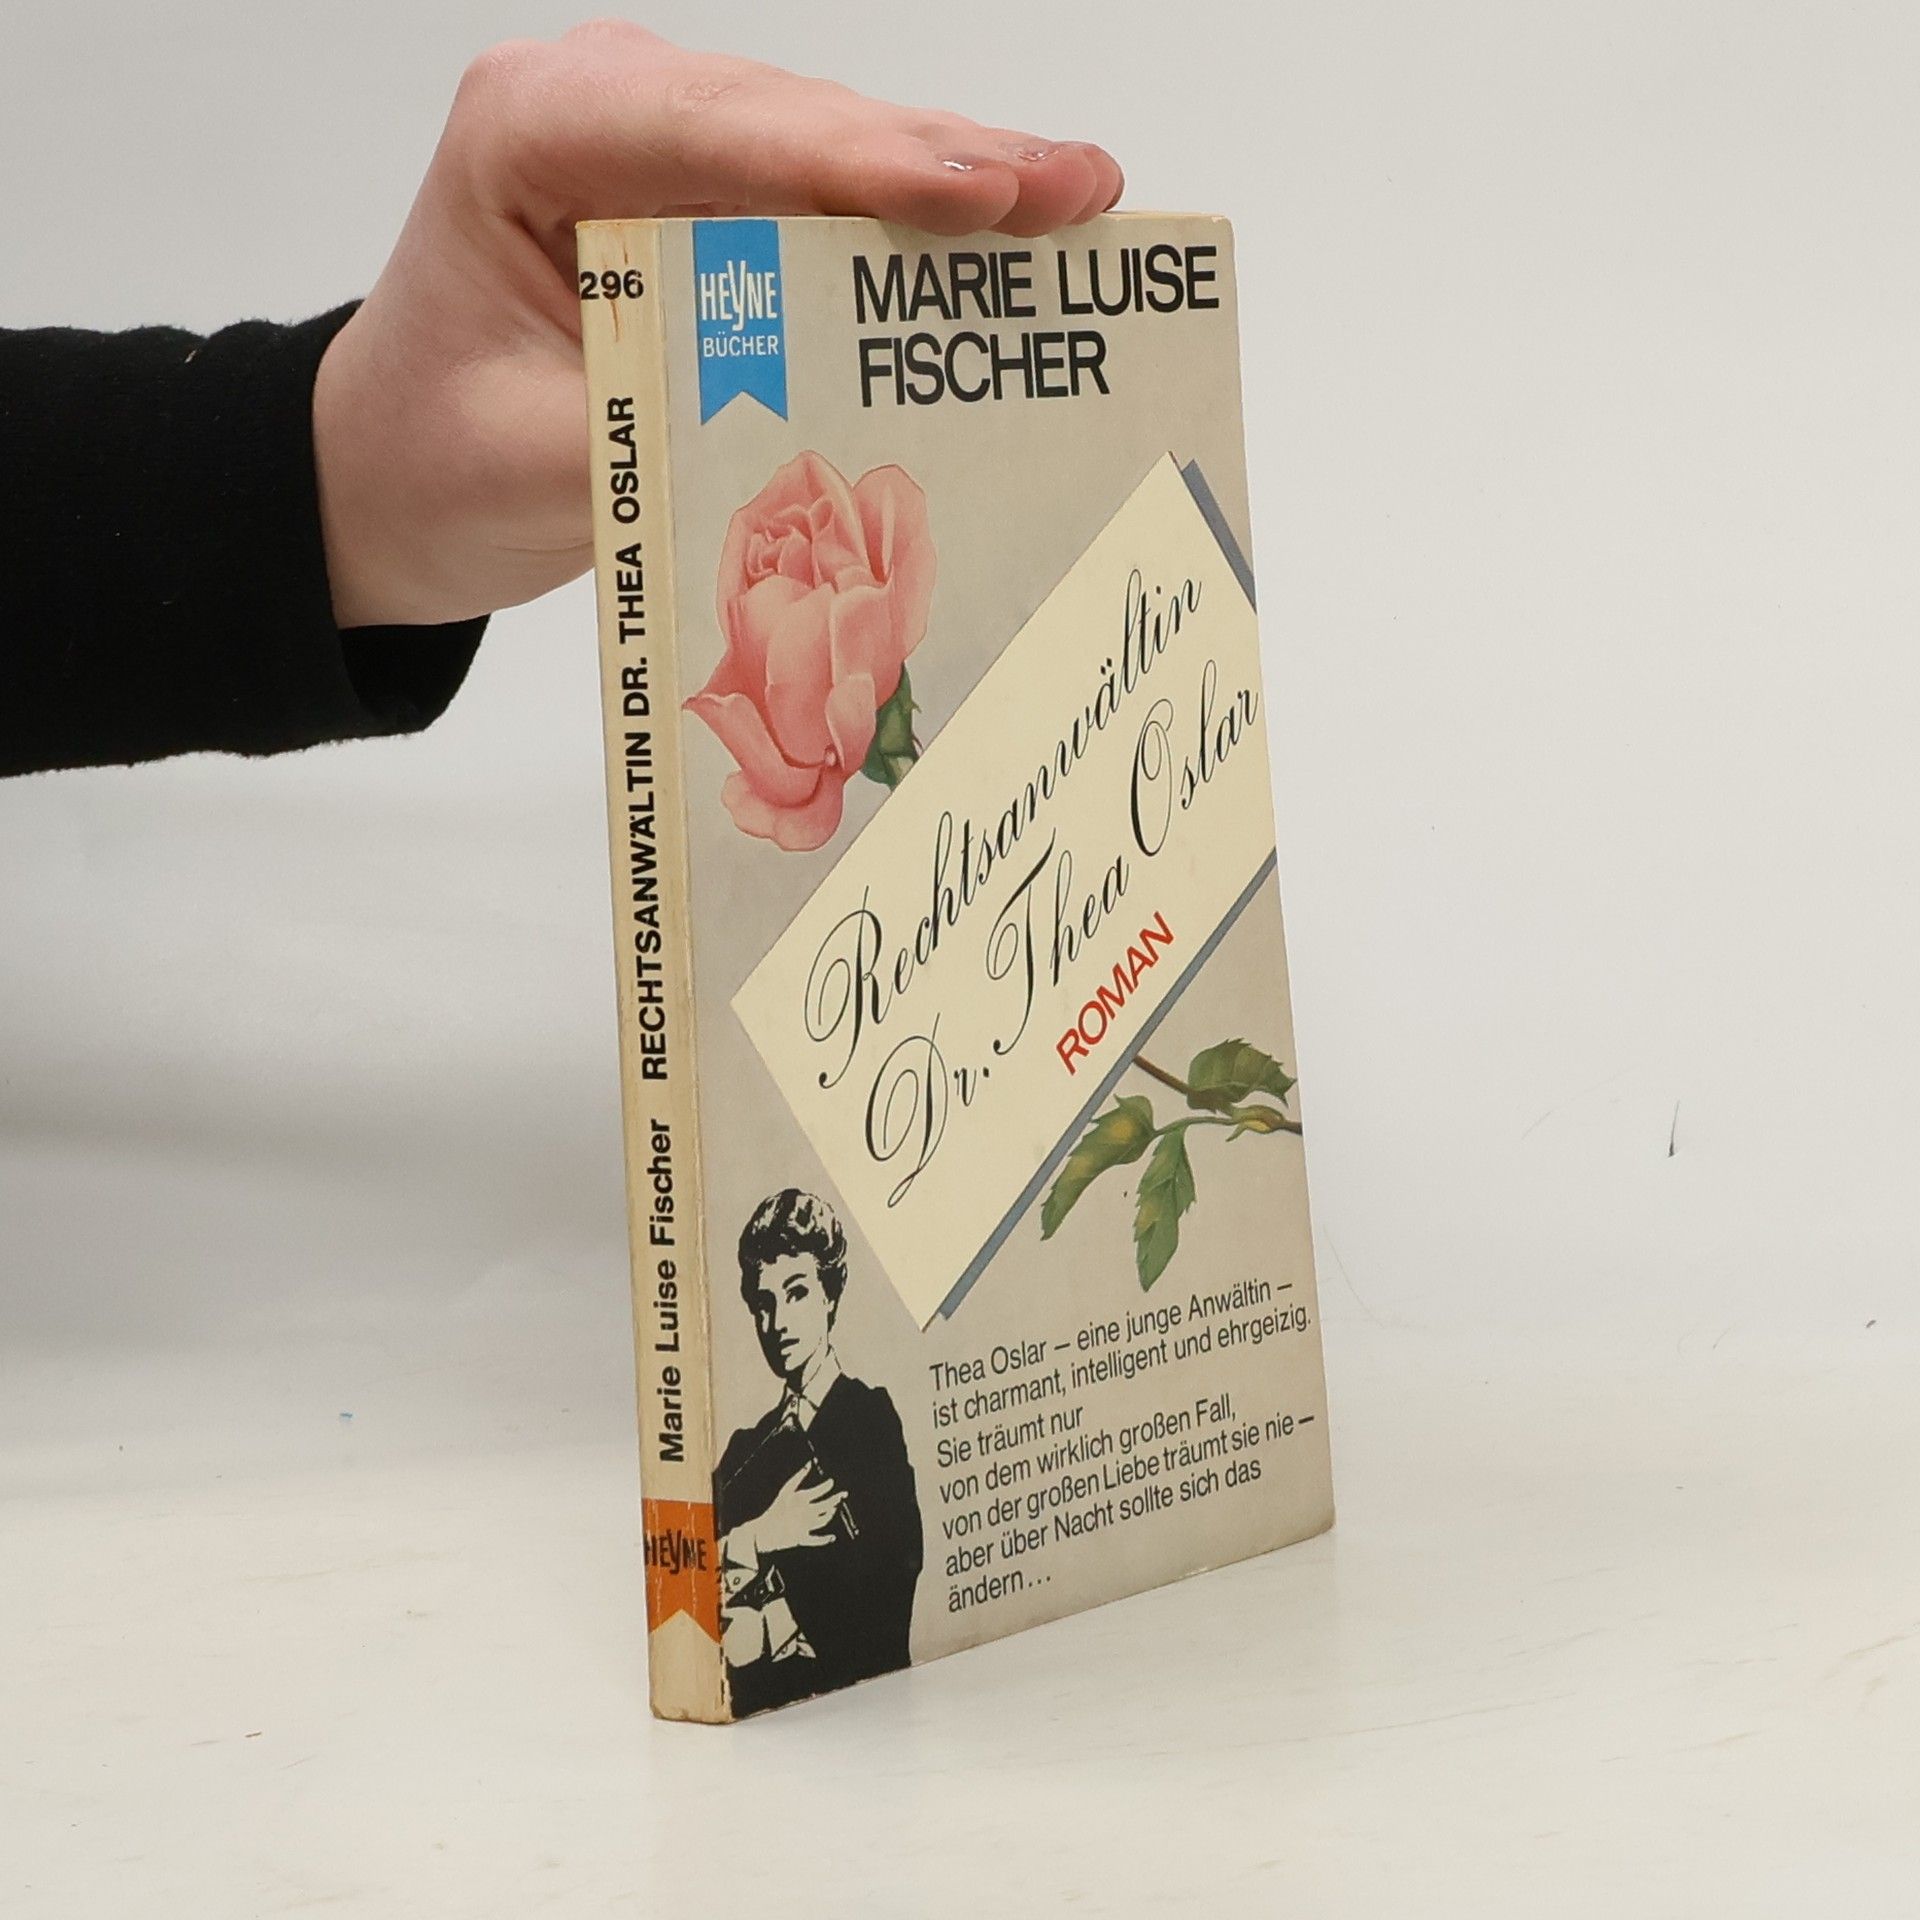 296
RECHTSANWÄLTIN DR. THEA OSLAR
Marie Luise Fischer
HEYNE
HEYNE
BÜCHER
MARIE LUISE
FISCHER
Rechtsanwältin
Dr. Thea Oslar
ROMAN
Thea Oslar – eine junge Anwältin –
ist charmant, intelligent und ehrgeizig.
Sie träumt nur
von dem wirklich großen Fall,
von der großen Liebe träumt sie nie –
aber über Nacht sollte sich das
ändern...